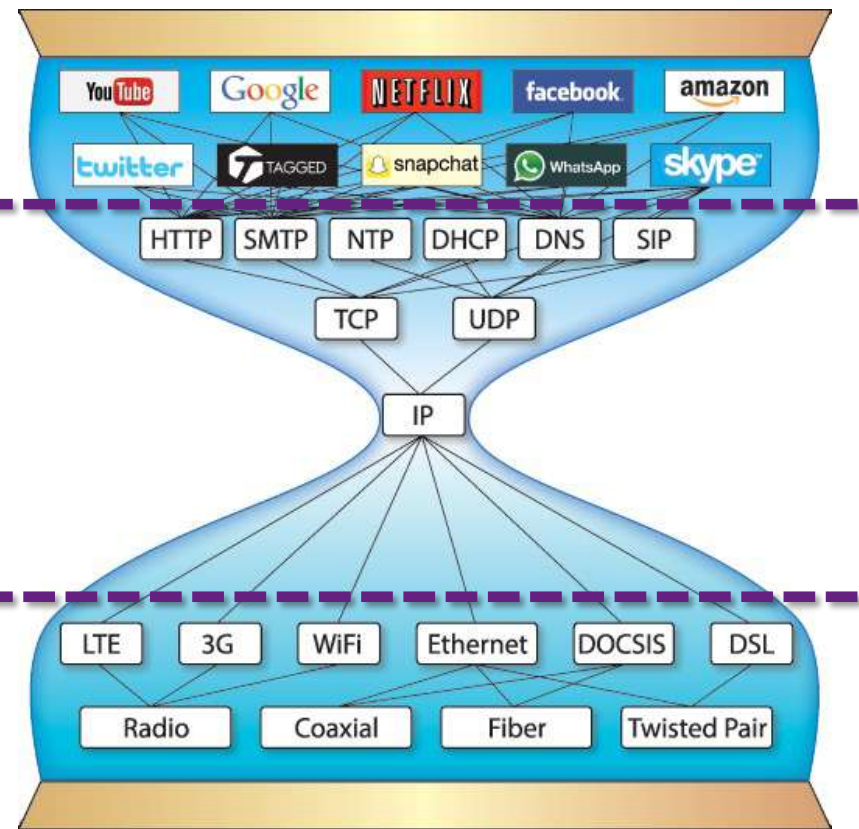 YouTube Google NETFLIX facebook amazon
twitter TAGGED snapchat WhatsApp skype
HTTP SMTP NTP DHCP DNS SIP
TCP UDP
IP
LTE 3G WiFi Ethernet DOCSIS DSL
Radio Coaxial Fiber Twisted Pair